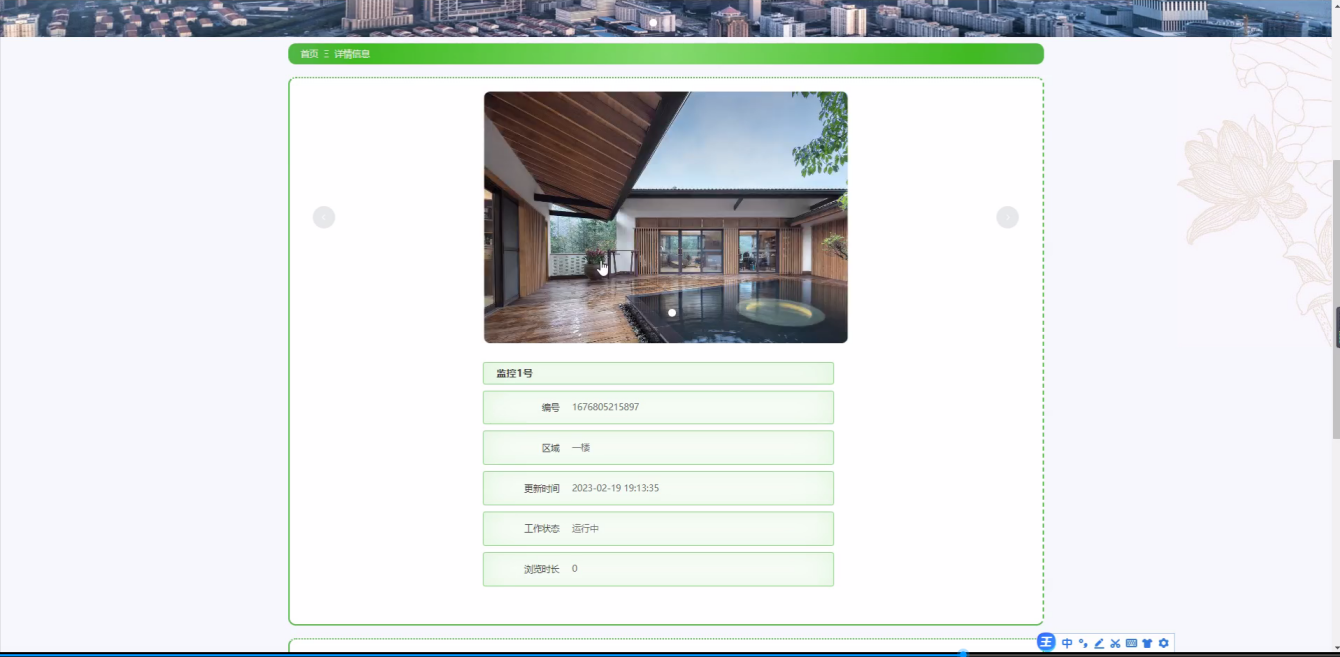 首页 Ξ 详情信息
监控1号
编号 1676805215897
区域 一楼
更新时间 2023-02-19 19:13:35
工作状态 运行中
浏览时长 0
王 中 °,